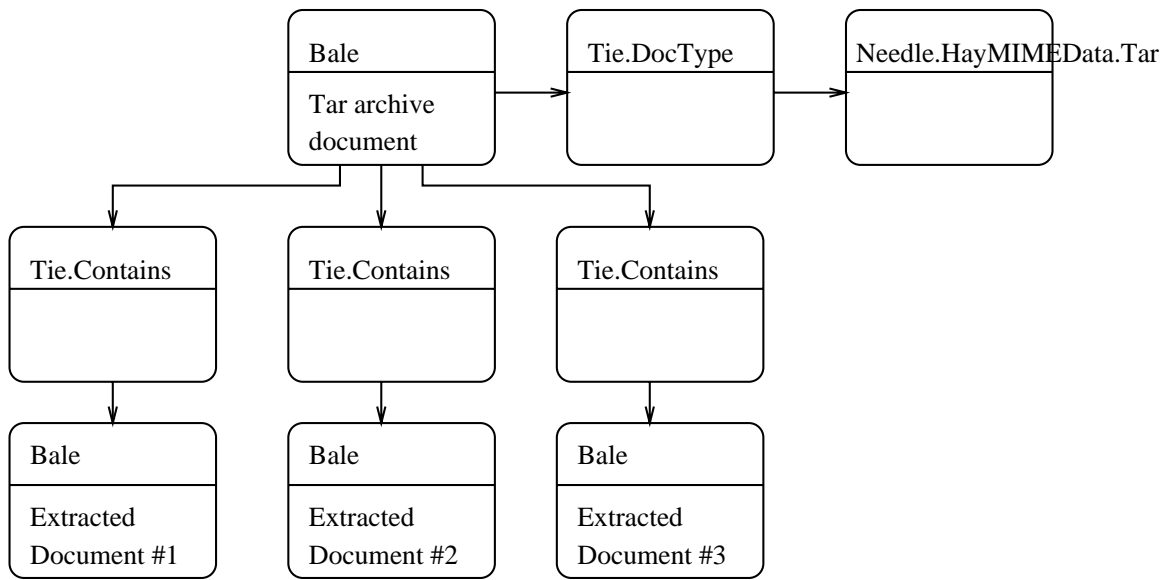 Bale
Tar archive
document
Tie.DocType
Needle.HayMIMEData.Tar
Tie.Contains
Tie.Contains
Tie.Contains
Bale
Extracted
Document #1
Bale
Extracted
Document #2
Bale
Extracted
Document #3